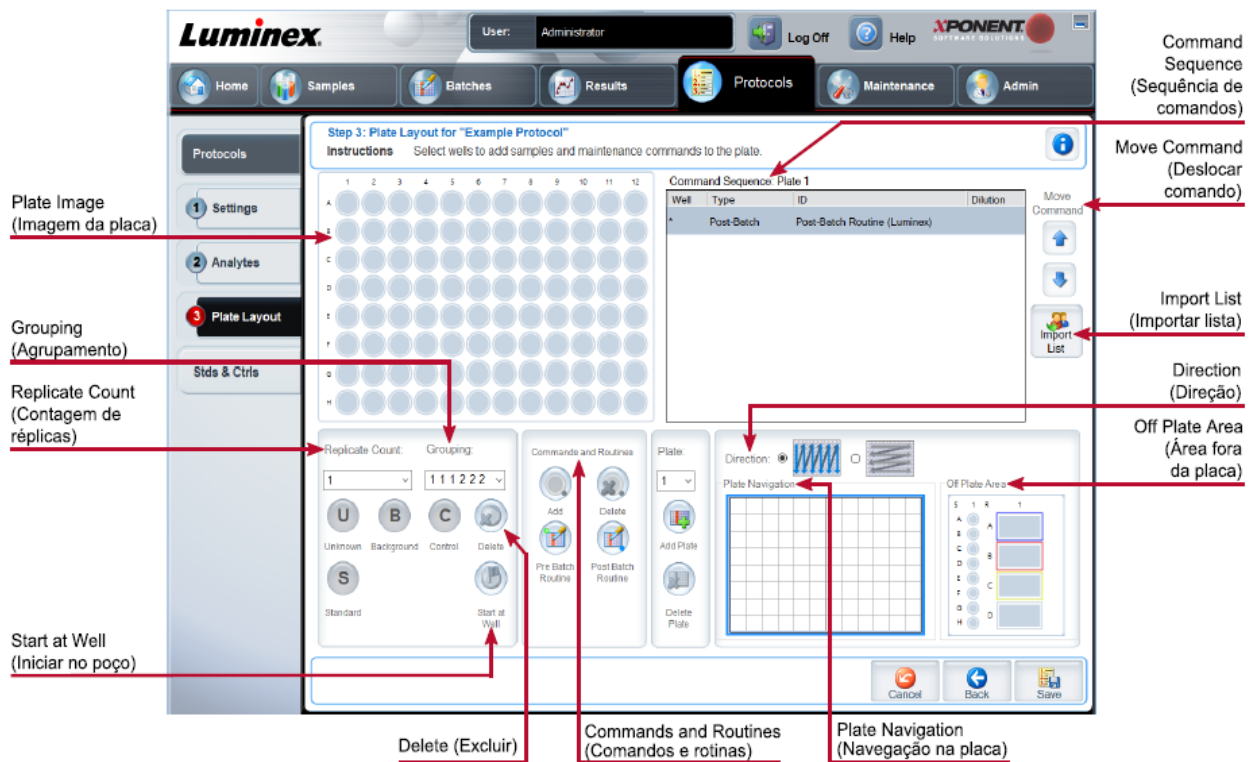 Luminex.
User: Administrator
Log Off
Help
XPONENT.
SOFTWARE SOLUTIONS
Home
Samples
Batches
Results
Protocols
Maintenance
Admin
Command
Sequence
(Sequência de
comandos)
Move Command
(Deslocar
comando)
Import List
(Importar lista)
Direction
(Direção)
Off Plate Area
(Área fora
da placa)
Plate Image
(Imagem da placa)
Grouping
(Agrupamento)
Replicate Count
(Contagem de
réplicas)
Start at Well
(Iniciar no poço)
Protocols
1 Settings
2 Analytes
3 Plate Layout
Stds & Ctrls
Step 3: Plate Layout for "Example Protocol"
Instructions Select wells to add samples and maintenance commands to the plate.
1 2 3 4 5 6 7 8 9 10 11 12
A
B
C
D
E
F
G
H
Command Sequence: Plate 1
Well Type ID Dilution
* Post-Batch Post-Batch Routine (Luminex)
Move
Command
Import
List
Replicate Count: Grouping:
1 1 1 1 2 2 2
U B C
Unknown Background Control Delete
S
Standard Start at
Well
Commands and Routines
Add Delete
Pre Batch
Routine
Post Batch
Routine
Plate:
1
Add Plate
Delete
Plate
Direction:
Plate Navigation
Off Plate Area
S 1 R 1
A
B
C
D
E
F
G
H
A
B
C
D
Cancel
Back
Save
Delete (Excluir)
Commands and Routines
(Comandos e rotinas)
Plate Navigation
(Navegação na placa)